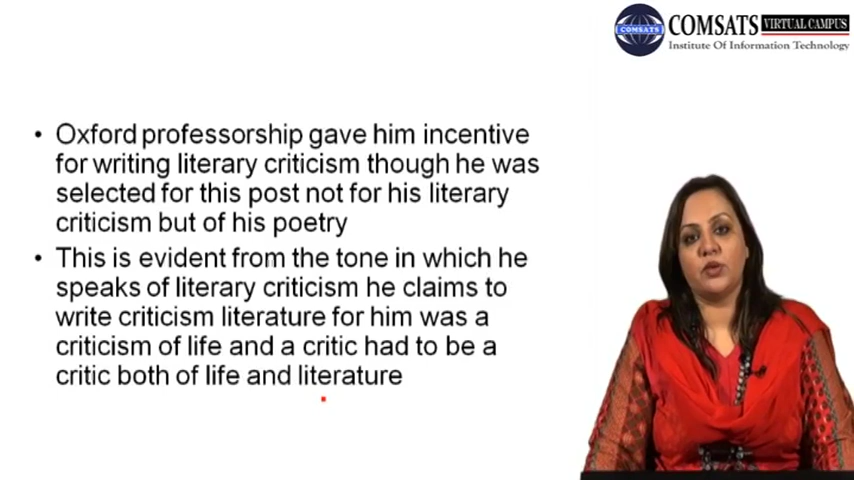 COMSATS
COMSATS VIRTUAL CAMPUS
Institute Of Information Technology
• Oxford professorship gave him incentive
for writing literary criticism though he was
selected for this post not for his literary
criticism but of his poetry
• This is evident from the tone in which he
speaks of literary criticism he claims to
write criticism literature for him was a
criticism of life and a critic had to be a
critic both of life and literature